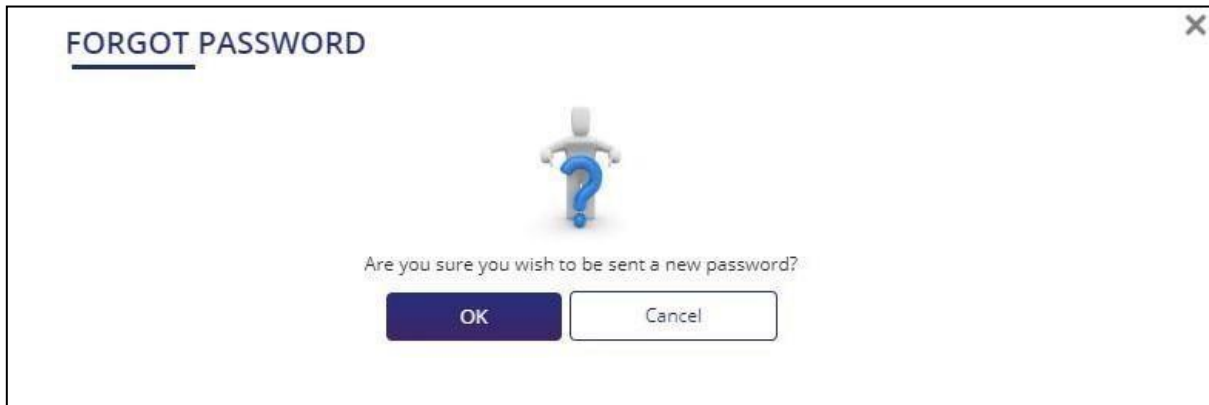 FORGOT PASSWORD
Are you sure you wish to be sent a new password?
OK
Cancel